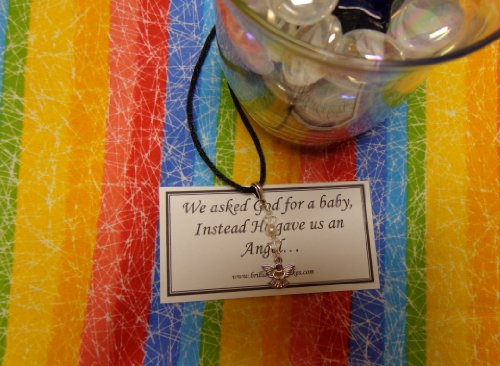 We asked God for a baby,
Instead He gave us an
Angel...